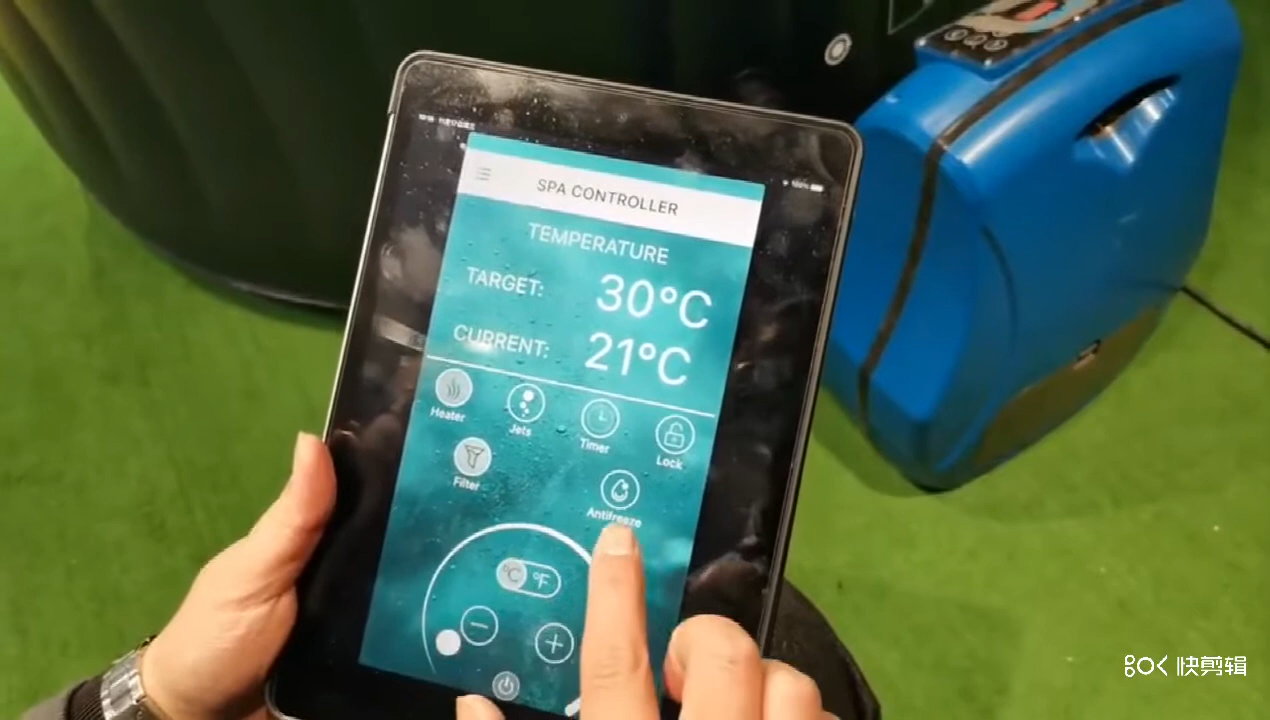 SPA CONTROLLER
TEMPERATURE
TARGET: 30°C
CURRENT: 21°C
Heater Jets Timer Lock
Filter Antifreeze
°C °F
快剪辑